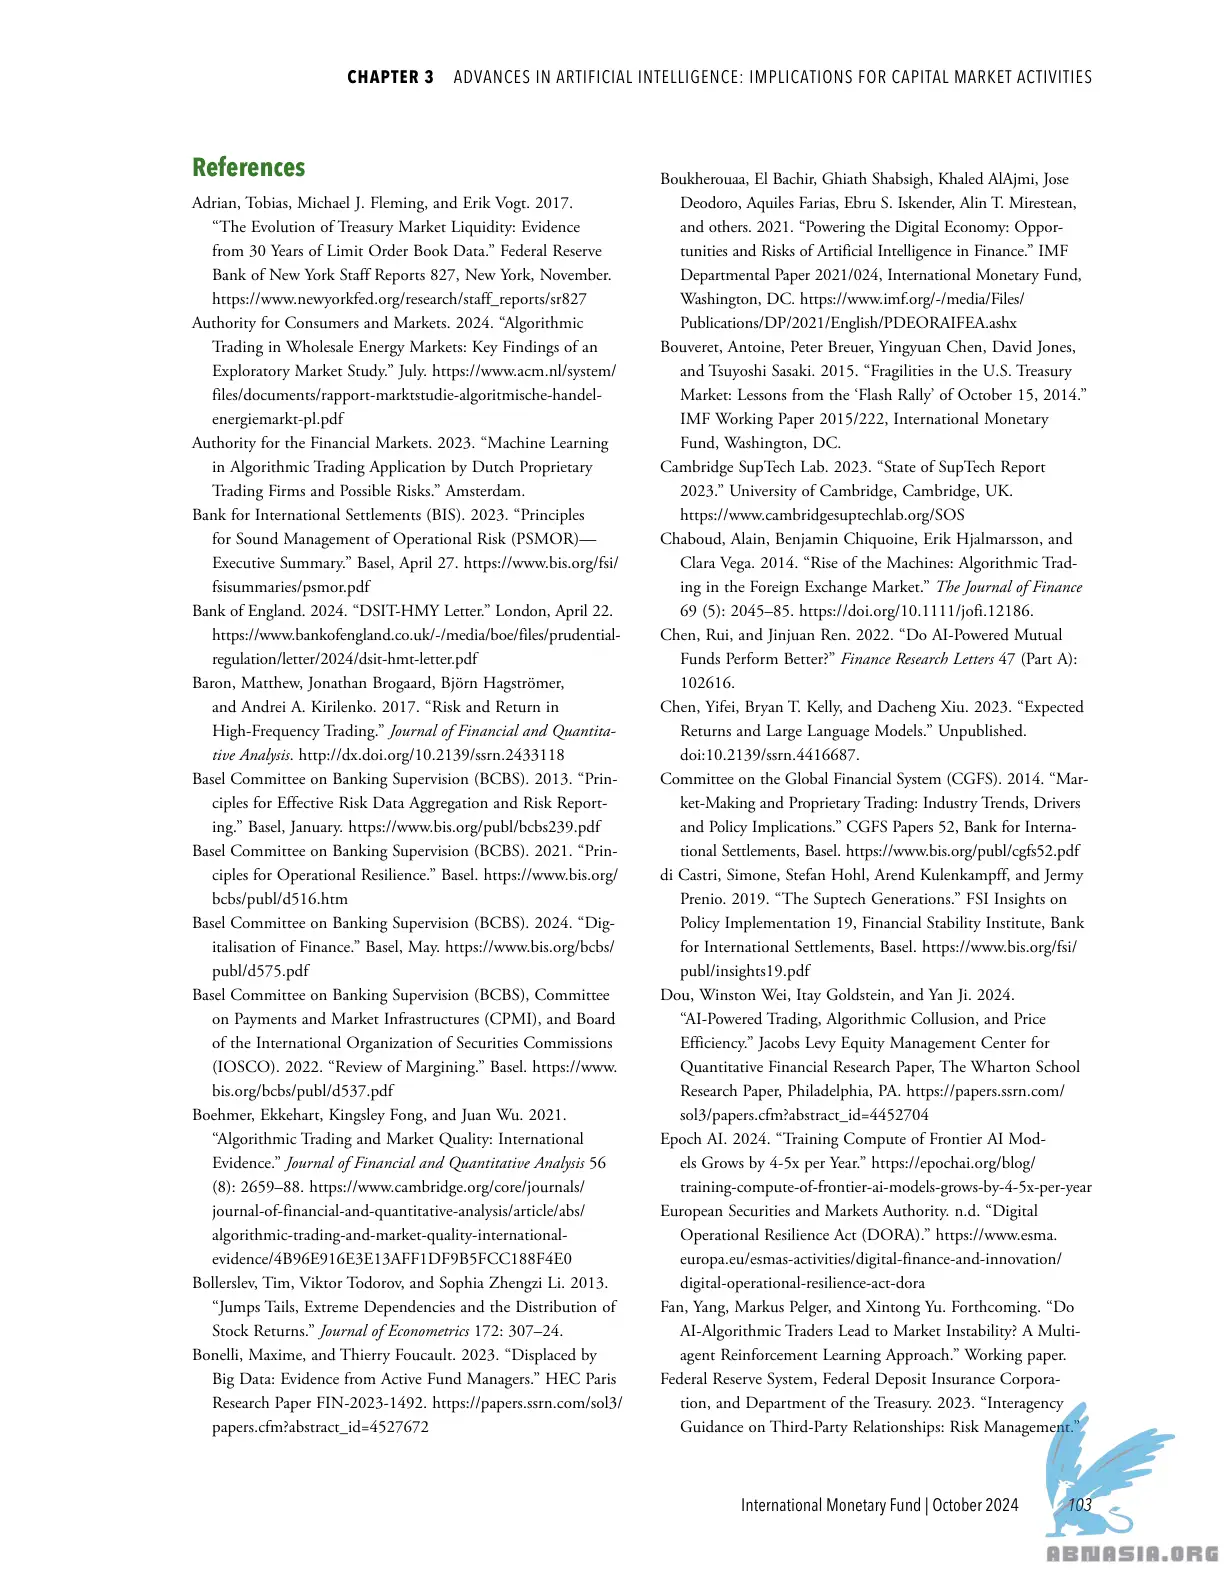 CHAPTER 3 ADVANCES IN ARTIFICIAL INTELLIGENCE: IMPLICATIONS FOR CAPITAL MARKET ACTIVITIES
References
Adrian, Tobias, Michael J. Fleming, and Erik Vogt. 2017.
“The Evolution of Treasury Market Liquidity: Evidence
from 30 Years of Limit Order Book Data.” Federal Reserve
Bank of New York Staff Reports 827, New York, November.
https://www.newyorkfed.org/research/staff_reports/sr827
Authority for Consumers and Markets. 2024. “Algorithmic
Trading in Wholesale Energy Markets: Key Findings of an
Exploratory Market Study.” July. https://www.acm.nl/system/
files/documents/rapport-marktstudie-algoritmische-handel-
energiemarkt-pl.pdf
Authority for the Financial Markets. 2023. “Machine Learning
in Algorithmic Trading Application by Dutch Proprietary
Trading Firms and Possible Risks.” Amsterdam.
Bank for International Settlements (BIS). 2023. “Principles
for Sound Management of Operational Risk (PSMOR)—
Executive Summary.” Basel, April 27. https://www.bis.org/fsi/
fsisummaries/psmor.pdf
Bank of England. 2024. “DSIT-HMY Letter.” London, April 22.
https://www.bankofengland.co.uk/-/media/boe/files/prudential-
regulation/letter/2024/dsit-hmt-letter.pdf
Baron, Matthew, Jonathan Brogaard, Björn Hagströmer,
and Andrei A. Kirilenko. 2017. “Risk and Return in
High-Frequency Trading.” Journal of Financial and Quantita-
tive Analysis. http://dx.doi.org/10.2139/ssrn.2433118
Basel Committee on Banking Supervision (BCBS). 2013. “Prin-
ciples for Effective Risk Data Aggregation and Risk Report-
ing.” Basel, January. https://www.bis.org/publ/bcbs239.pdf
Basel Committee on Banking Supervision (BCBS). 2021. “Prin-
ciples for Operational Resilience.” Basel. https://www.bis.org/
bcbs/publ/d516.htm
Basel Committee on Banking Supervision (BCBS). 2024. “Dig-
italisation of Finance.” Basel, May. https://www.bis.org/bcbs/
publ/d575.pdf
Basel Committee on Banking Supervision (BCBS), Committee
on Payments and Market Infrastructures (CPMI), and Board
of the International Organization of Securities Commissions
(IOSCO). 2022. “Review of Margining.” Basel. https://www.
bis.org/bcbs/publ/d537.pdf
Boehmer, Ekkehart, Kingsley Fong, and Juan Wu. 2021.
“Algorithmic Trading and Market Quality: International
Evidence.” Journal of Financial and Quantitative Analysis 56
(8): 2659–88. https://www.cambridge.org/core/journals/
journal-of-financial-and-quantitative-analysis/article/abs/
algorithmic-trading-and-market-quality-international-
evidence/4B96E916E3E13AFF1DF9B5FCC188F4E0
Bollerslev, Tim, Viktor Todorov, and Sophia Zhengzi Li. 2013.
“Jumps Tails, Extreme Dependencies and the Distribution of
Stock Returns.” Journal of Econometrics 172: 307–24.
Bonelli, Maxime, and Thierry Foucault. 2023. “Displaced by
Big Data: Evidence from Active Fund Managers.” HEC Paris
Research Paper FIN-2023-1492. https://papers.ssrn.com/sol3/
papers.cfm?abstract_id=4527672
Boukherouaa, El Bachir, Ghiath Shabsigh, Khaled AlAjmi, Jose
Deodoro, Aquiles Farias, Ebru S. Iskender, Alin T. Mirestean,
and others. 2021. “Powering the Digital Economy: Oppor-
tunities and Risks of Artificial Intelligence in Finance.” IMF
Departmental Paper 2021/024, International Monetary Fund,
Washington, DC. https://www.imf.org/-/media/Files/
Publications/DP/2021/English/PDEORAIFEA.ashx
Bouveret, Antoine, Peter Breuer, Yingyuan Chen, David Jones,
and Tsuyoshi Sasaki. 2015. “Fragilities in the U.S. Treasury
Market: Lessons from the ‘Flash Rally’ of October 15, 2014.”
IMF Working Paper 2015/222, International Monetary
Fund, Washington, DC.
Cambridge SupTech Lab. 2023. “State of SupTech Report
2023.” University of Cambridge, Cambridge, UK.
https://www.cambridgesuptechlab.org/SOS
Chaboud, Alain, Benjamin Chiquoine, Erik Hjalmarsson, and
Clara Vega. 2014. “Rise of the Machines: Algorithmic Trad-
ing in the Foreign Exchange Market.” The Journal of Finance
69 (5): 2045–85. https://doi.org/10.1111/jofi.12186.
Chen, Rui, and Jinjuan Ren. 2022. “Do AI-Powered Mutual
Funds Perform Better?” Finance Research Letters 47 (Part A):
102616.
Chen, Yifei, Bryan T. Kelly, and Dacheng Xiu. 2023. “Expected
Returns and Large Language Models.” Unpublished.
doi:10.2139/ssrn.4416687.
Committee on the Global Financial System (CGFS). 2014. “Mar-
ket-Making and Proprietary Trading: Industry Trends, Drivers
and Policy Implications.” CGFS Papers 52, Bank for Interna-
tional Settlements, Basel. https://www.bis.org/publ/cgfs52.pdf
di Castri, Simone, Stefan Hohl, Arend Kulenkampff, and Jermy
Prenio. 2019. “The Suptech Generations.” FSI Insights on
Policy Implementation 19, Financial Stability Institute, Bank
for International Settlements, Basel. https://www.bis.org/fsi/
publ/insights19.pdf
Dou, Winston Wei, Itay Goldstein, and Yan Ji. 2024.
“AI-Powered Trading, Algorithmic Collusion, and Price
Efficiency.” Jacobs Levy Equity Management Center for
Quantitative Financial Research Paper, The Wharton School
Research Paper, Philadelphia, PA. https://papers.ssrn.com/
sol3/papers.cfm?abstract_id=4452704
Epoch AI. 2024. “Training Compute of Frontier AI Mod-
els Grows by 4-5x per Year.” https://epochai.org/blog/
training-compute-of-frontier-ai-models-grows-by-4-5x-per-year
European Securities and Markets Authority. n.d. “Digital
Operational Resilience Act (DORA).” https://www.esma.
europa.eu/esmas-activities/digital-finance-and-innovation/
digital-operational-resilience-act-dora
Fan, Yang, Markus Pelger, and Xintong Yu. Forthcoming. “Do
AI-Algorithmic Traders Lead to Market Instability? A Multi-
agent Reinforcement Learning Approach.” Working paper.
Federal Reserve System, Federal Deposit Insurance Corpora-
tion, and Department of the Treasury. 2023. “Interagency
Guidance on Third-Party Relationships: Risk Management.”
International Monetary Fund | October 2024 103
ABNASIA.ORG